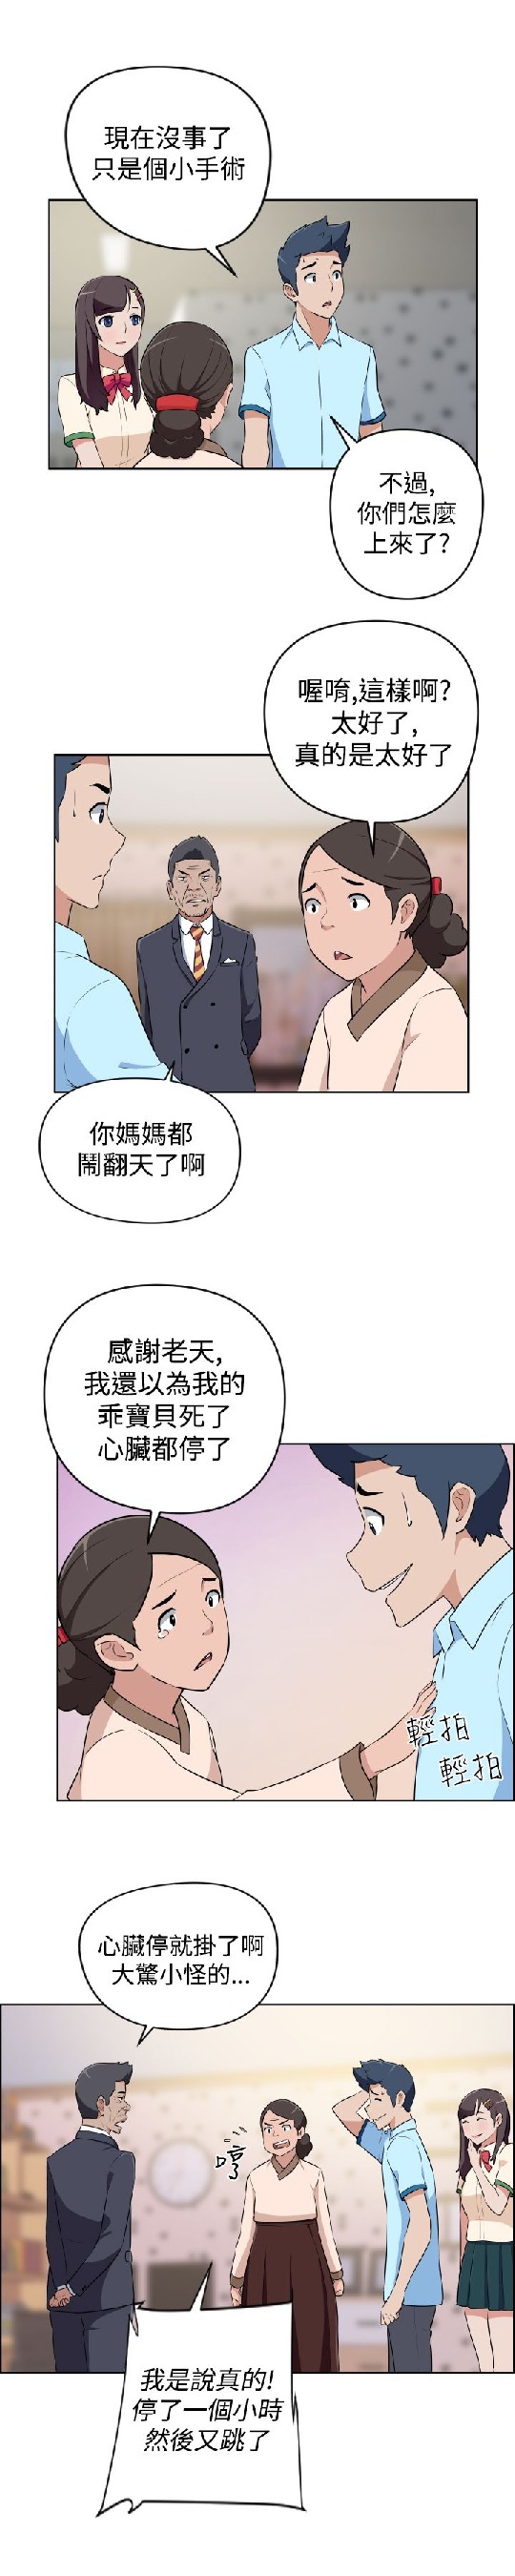 現在沒事了
只是個小手術
不過,
你們怎麼
上來了?
喔唷,這樣啊?
太好了,
真的是太好了
你媽媽都
鬧翻天了啊
感謝老天,
我還以為我的
乖寶貝死了
心臟都停了
輕拍
輕拍
心臟停就掛了啊
大驚小怪的...
哼
我是說真的!
停了一個小時
然後又跳了